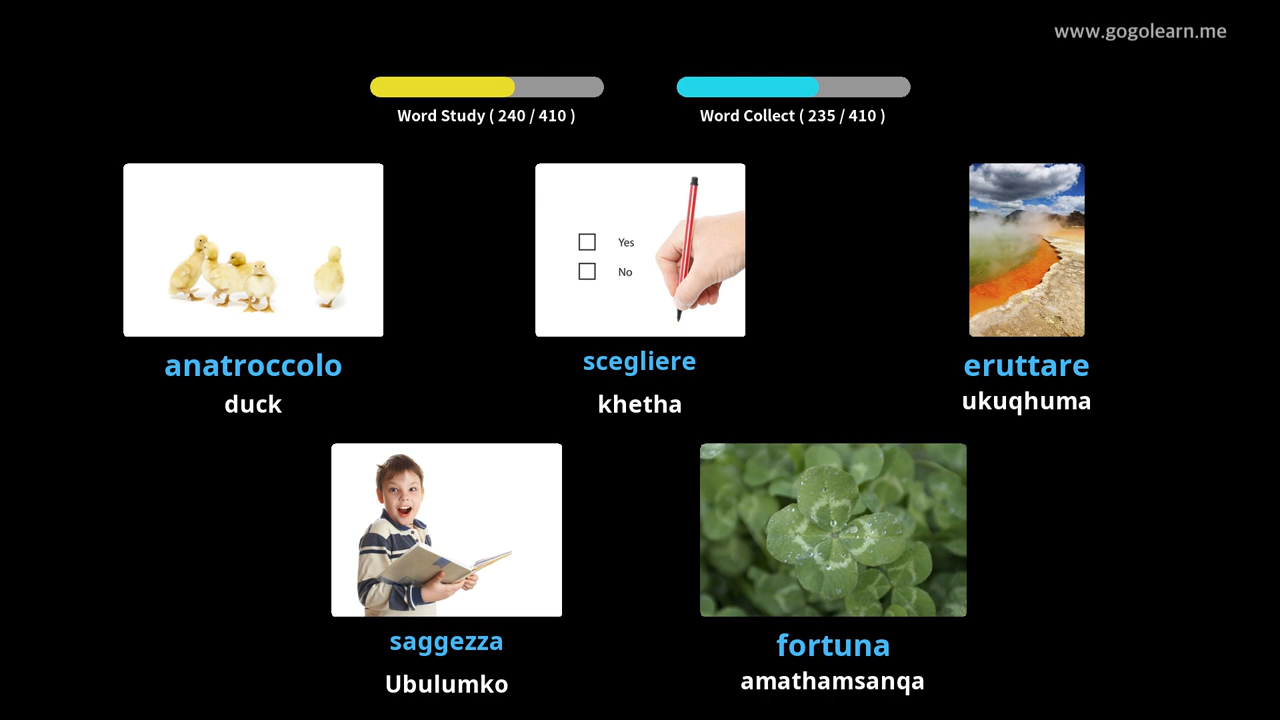 www.gogolearn.me
Word Study ( 240 / 410 )
Word Collect ( 235 / 410 )
Yes
No
anatroccolo
duck
scegliere
khetha
eruttare
ukuqhuma
saggezza
Ubulumko
fortuna
amathamsanqa